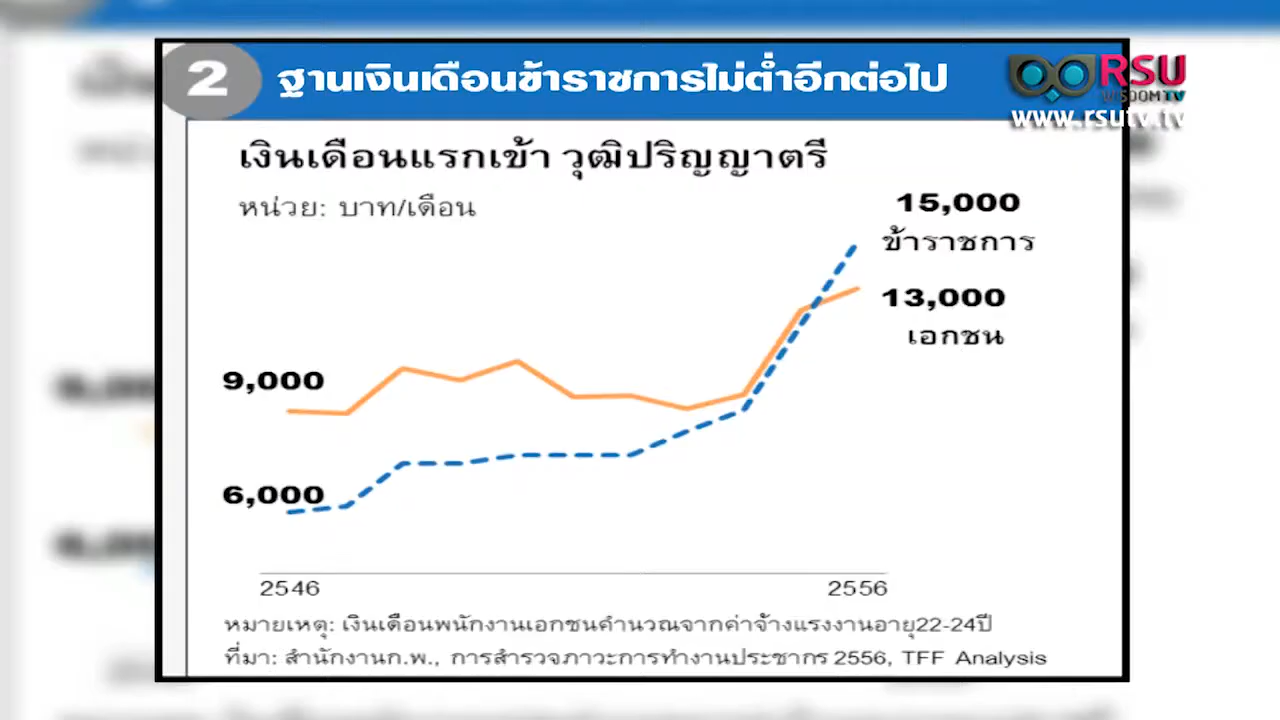 2 ฐานเงินเดือนข้าราชการไม่ต่ำอีกต่อไป
RSU
WISDOM TV
www.rsutv.tv
เงินเดือนแรกเข้า วุฒิปริญญาตรี
หน่วย: บาท/เดือน
15,000
ข้าราชการ
13,000
เอกชน
9,000
6,000
2546 2556
หมายเหตุ: เงินเดือนพนักงานเอกชนคำนวณจากค่าจ้างแรงงานอายุ22-24ปี
ที่มา: สำนักงานก.พ., การสำรวจภาวะการทำงานประชากร 2556, TFF Analysis